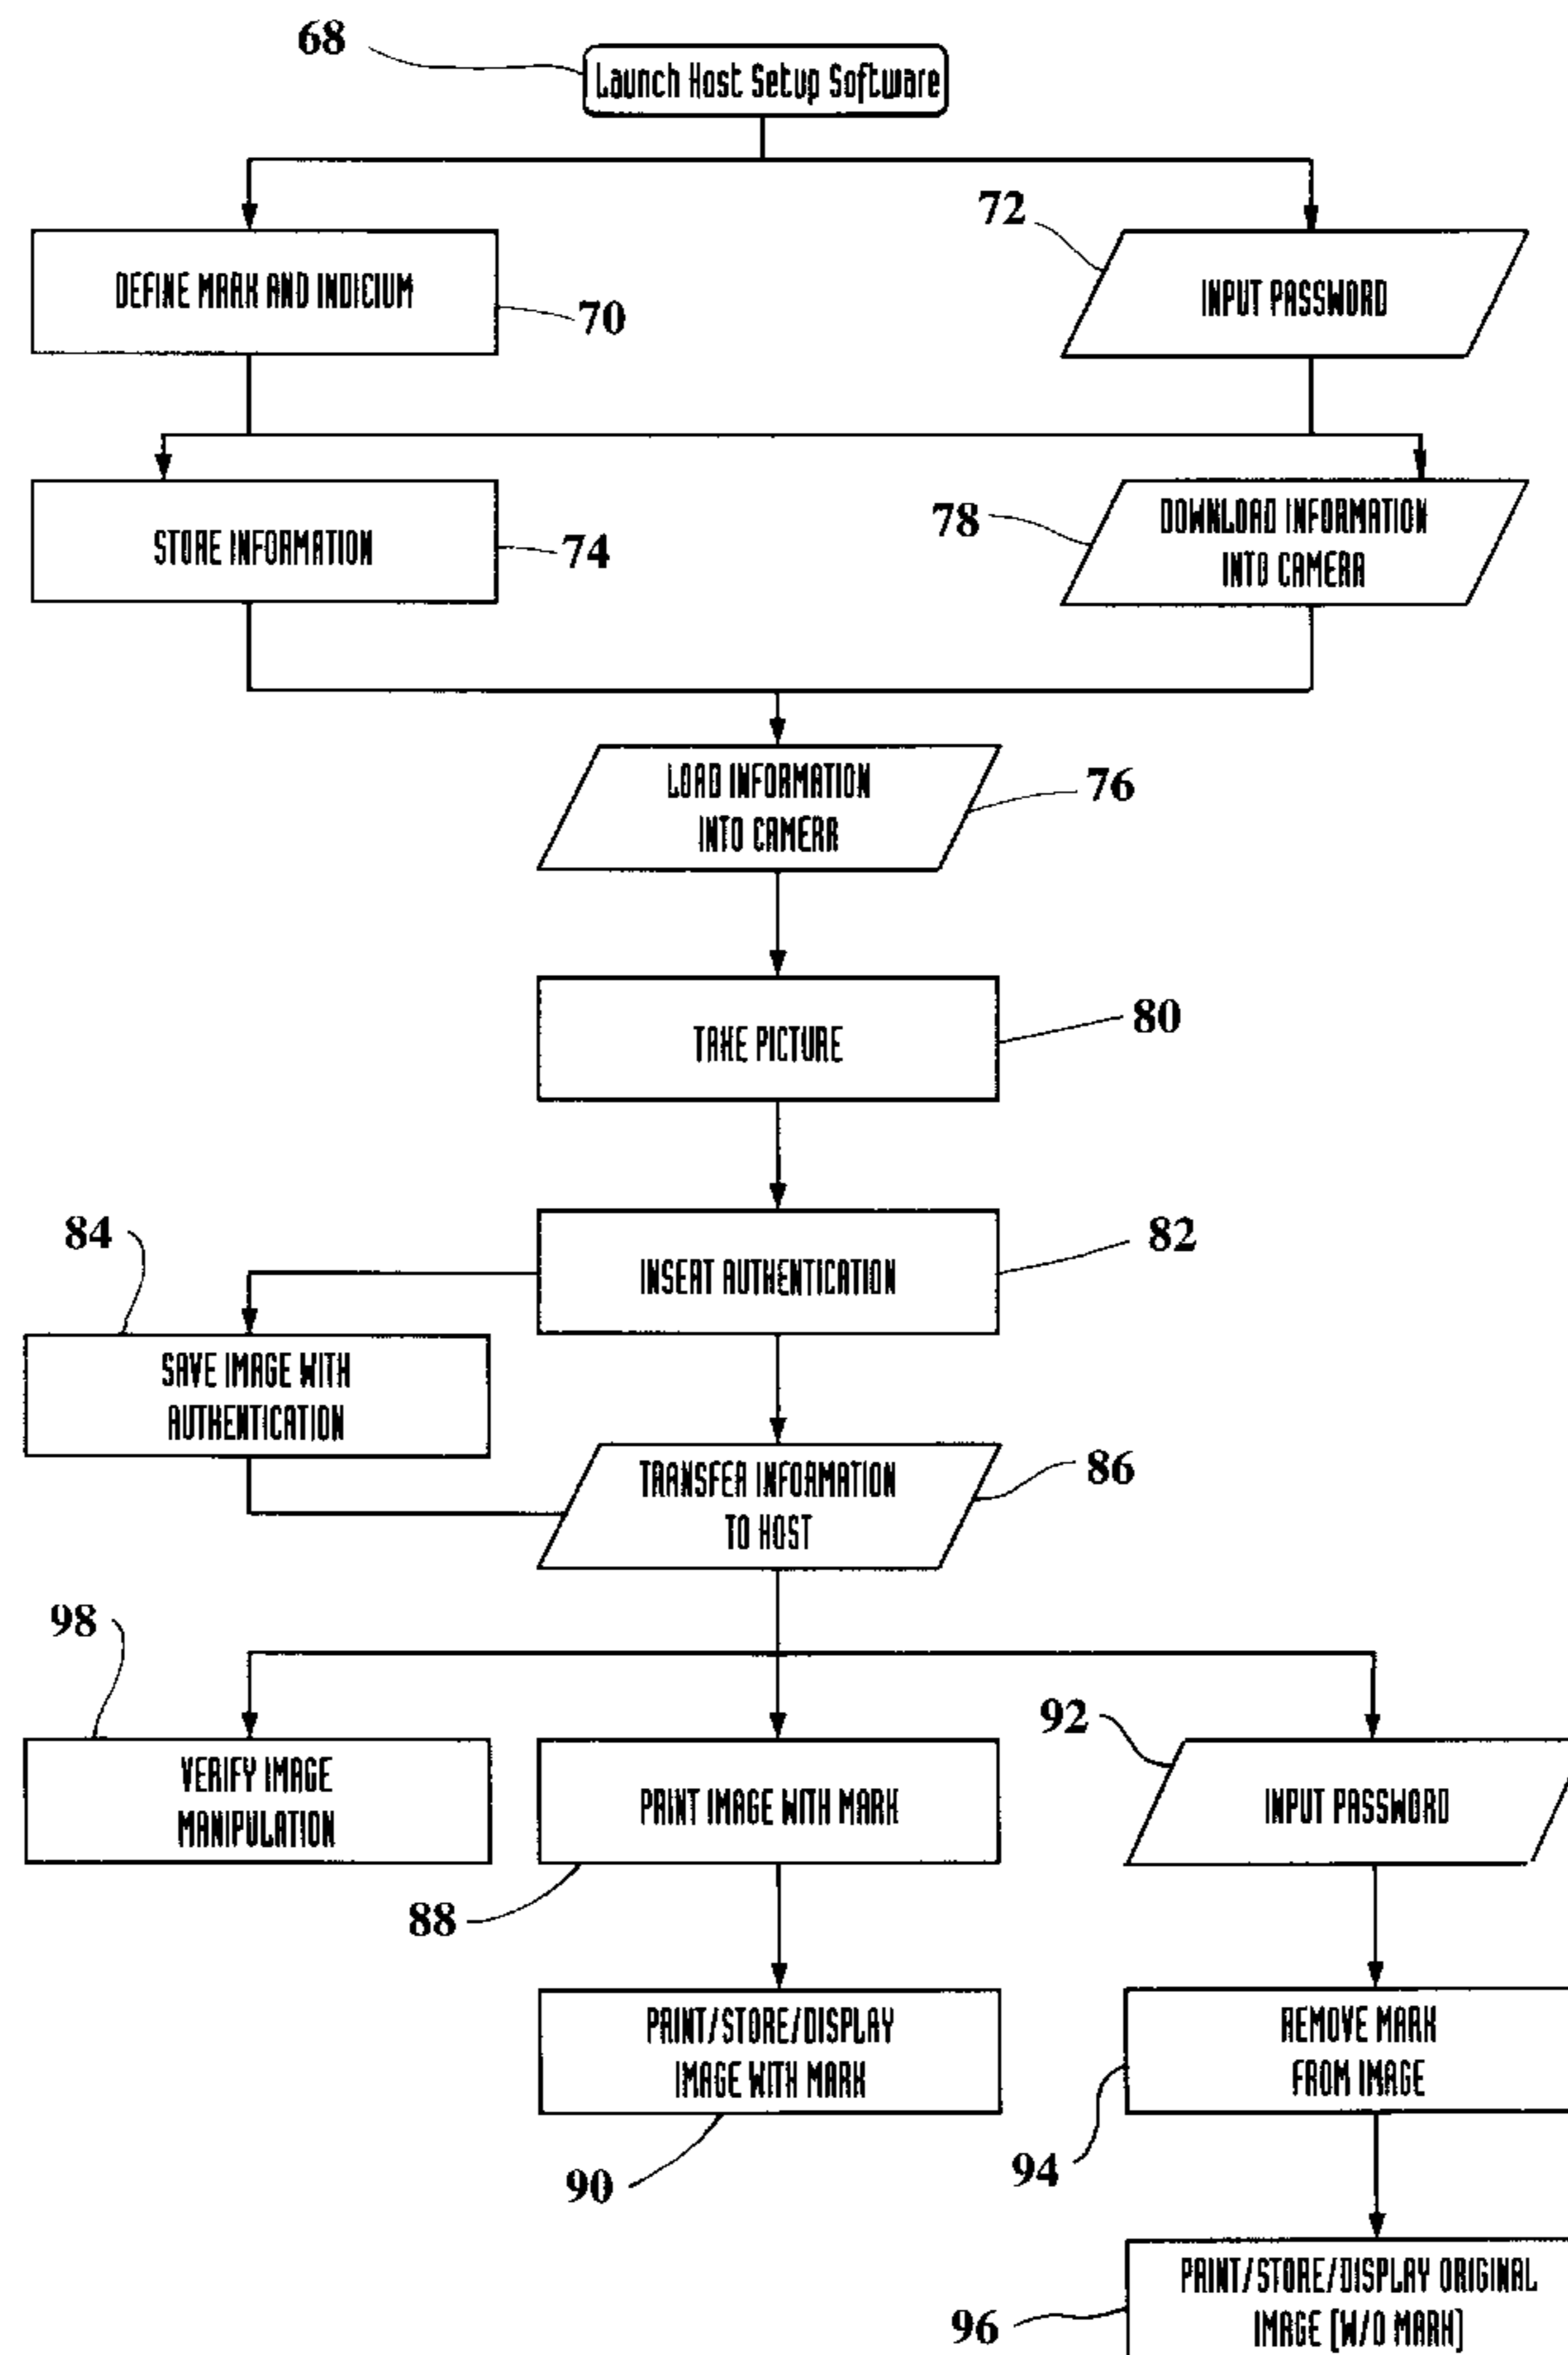 68
Launch Host Setup Software
72
DEFINE MARK AND INDICIUM
INPUT PASSWORD
70
78
DOWNLOAD INFORMATION
INTO CAMERA
STORE INFORMATION
74
LOAD INFORMATION
INTO CAMERA
76
TAKE PICTURE
80
84
82
INSERT AUTHENTICATION
SAVE IMAGE WITH
AUTHENTICATION
TRANSFER INFORMATION
TO HOST
86
98
92
VERIFY IMAGE
MANIPULATION
PRINT IMAGE WITH MARK
INPUT PASSWORD
88
PRINT/STORE/DISPLAY
IMAGE WITH MARK
REMOVE MARK
FROM IMAGE
90
94
PRINT/STORE/DISPLAY ORIGINAL
IMAGE (W/O MARK)
96